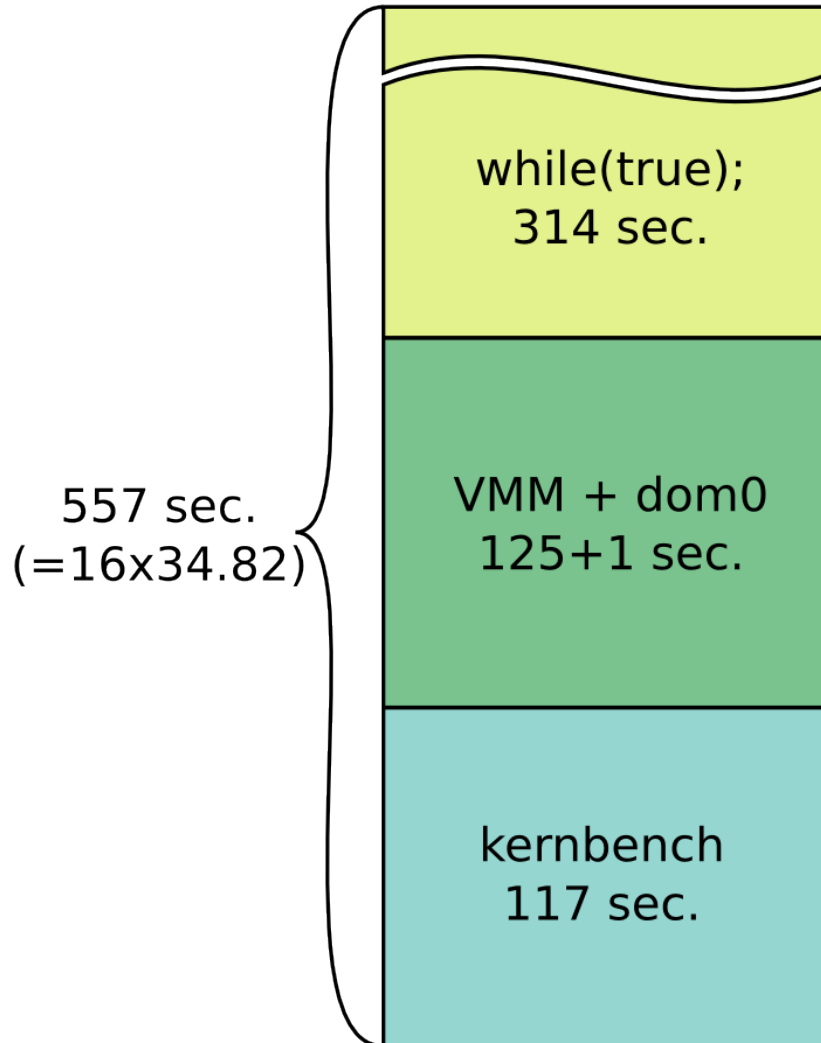 while(true);
314 sec.
557 sec.
(=16x34.82)
VMM + dom0
125+1 sec.
kernbench
117 sec.